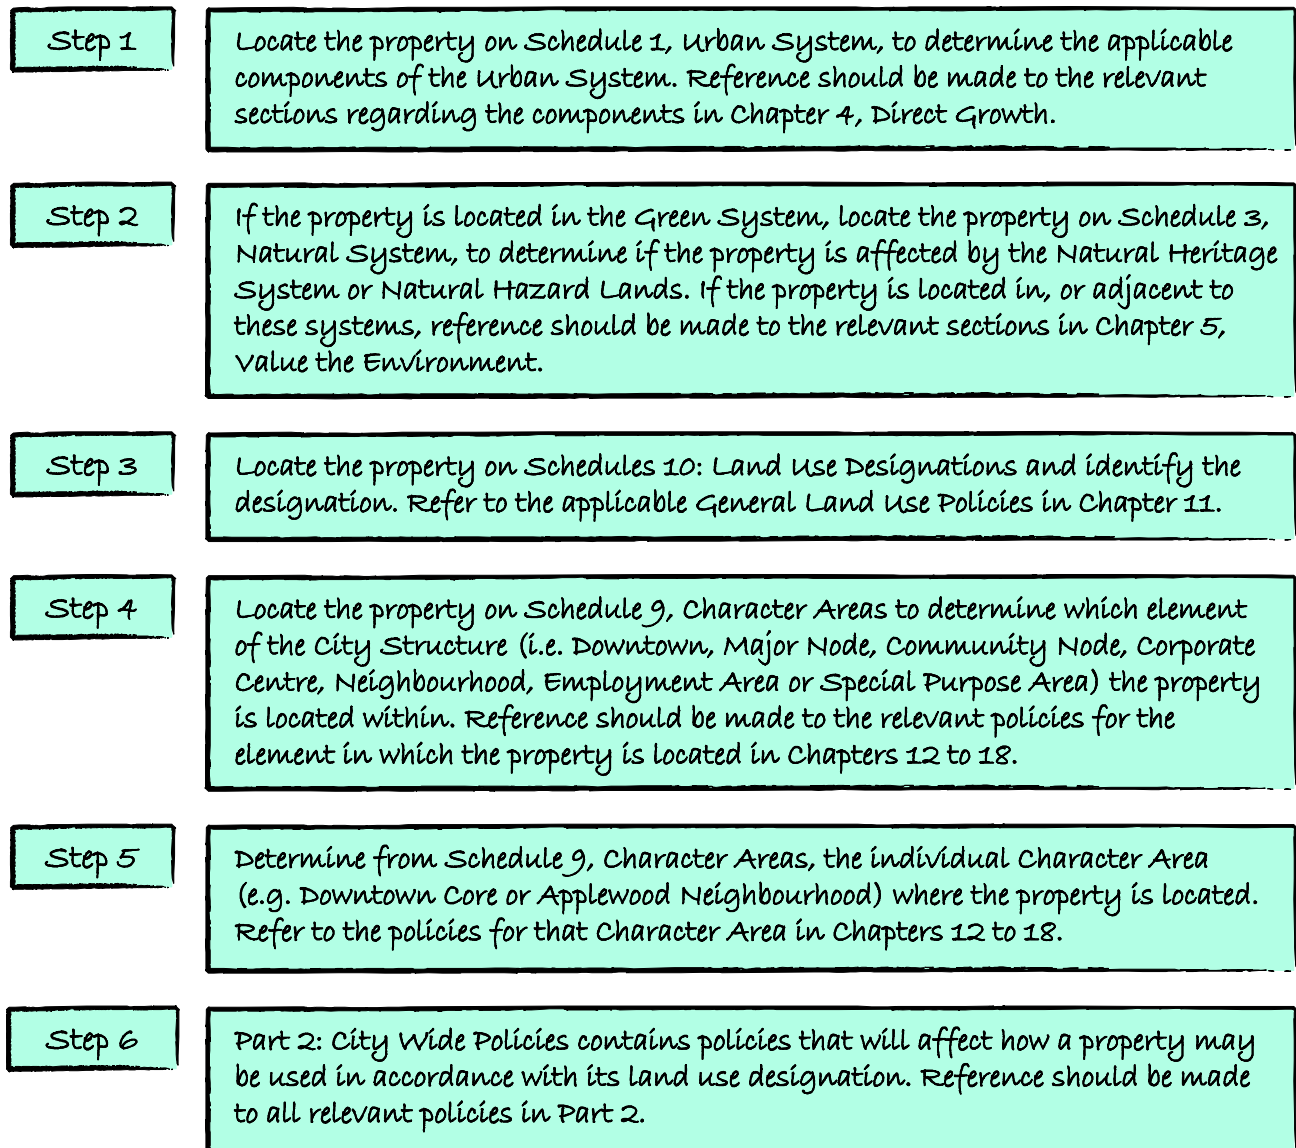 Step 1
Locate the property on Schedule 1, Urban System, to determine the applicable
components of the Urban System. Reference should be made to the relevant
sections regarding the components in Chapter 4, Direct Growth.
Step 2
If the property is located in the Green System, locate the property on Schedule 3,
Natural System, to determine if the property is affected by the Natural Heritage
System or Natural Hazard Lands. If the property is located in, or adjacent to
these systems, reference should be made to the relevant sections in Chapter 5,
Value the Environment.
Step 3
Locate the property on Schedules 10: Land Use Designations and identify the
designation. Refer to the applicable General Land Use Policies in Chapter 11.
Step 4
Locate the property on Schedule 9, Character Areas to determine which element
of the City Structure (i.e. Downtown, Major Node, Community Node, Corporate
Centre, Neighbourhood, Employment Area or Special Purpose Area) the property
is located within. Reference should be made to the relevant policies for the
element in which the property is located in Chapters 12 to 18.
Step 5
Determine from Schedule 9, Character Areas, the individual Character Area
(e.g. Downtown Core or Applewood Neighbourhood) where the property is located.
Refer to the policies for that Character Area in Chapters 12 to 18.
Step 6
Part 2: City Wide Policies contains policies that will affect how a property may
be used in accordance with its land use designation. Reference should be made
to all relevant policies in Part 2.